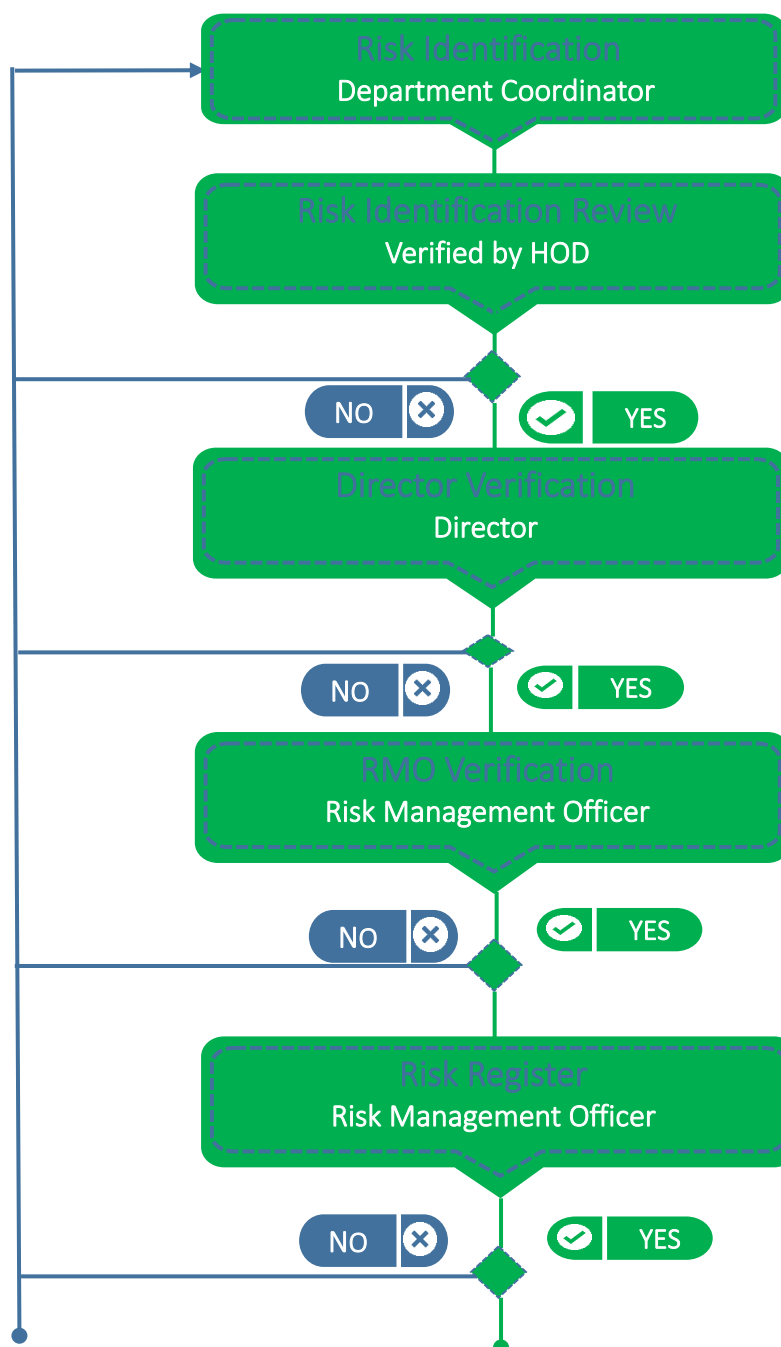 Risk Identification
Department Coordinator
Risk Identification Review
Verified by HOD
NO
YES
Director Verification
Director
NO
YES
RMO Verification
Risk Management Officer
NO
YES
Risk Register
Risk Management Officer
NO
YES